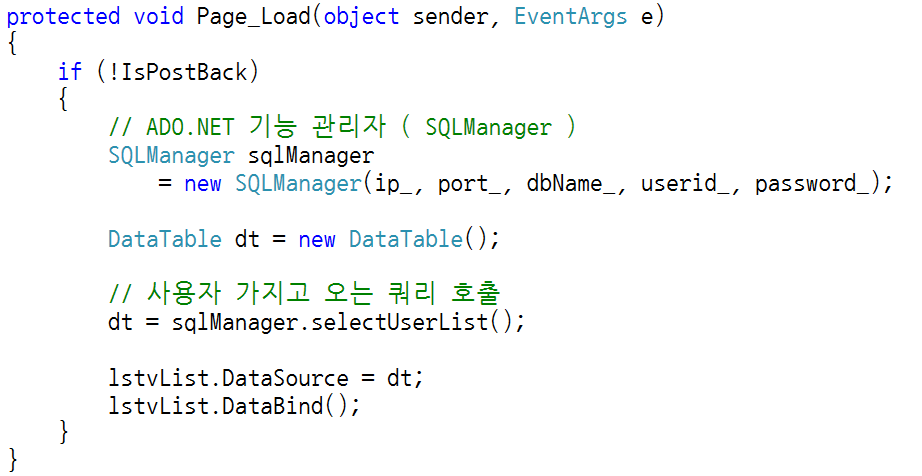 protected void Page_Load(object sender, EventArgs e)
{
    if (!IsPostBack)
    {
        // ADO.NET 기능 관리자 ( SQLManager )
        SQLManager sqlManager
            = new SQLManager(ip_, port_, dbName_, userid_, password_);

        DataTable dt = new DataTable();

        // 사용자 가지고 오는 쿼리 호출
        dt = sqlManager.selectUserList();

        lstvList.DataSource = dt;
        lstvList.DataBind();
    }
}